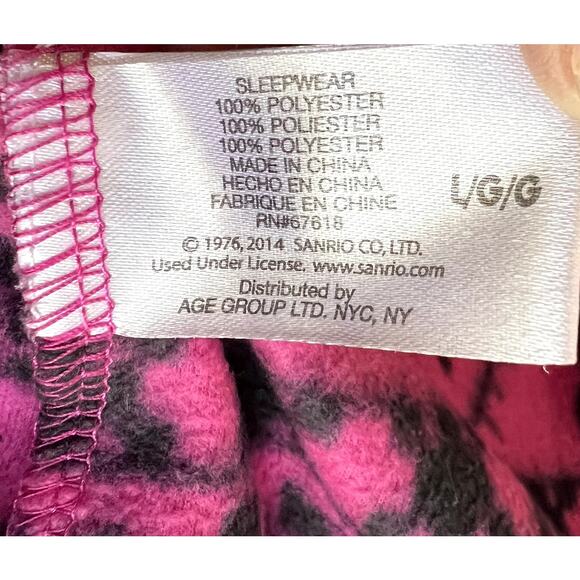 SLEEPWEAR
100% POLYESTER
100% POLIESTER
100% POLYESTER
MADE IN CHINA
HECHO EN CHINA
FABRIQUE EN CHINE
RN#67618
L/G/G
© 1976, 2014 SANRIO CO, LTD.
Used Under License. www.sanrio.com
Distributed by
AGE GROUP LTD. NYC, NY